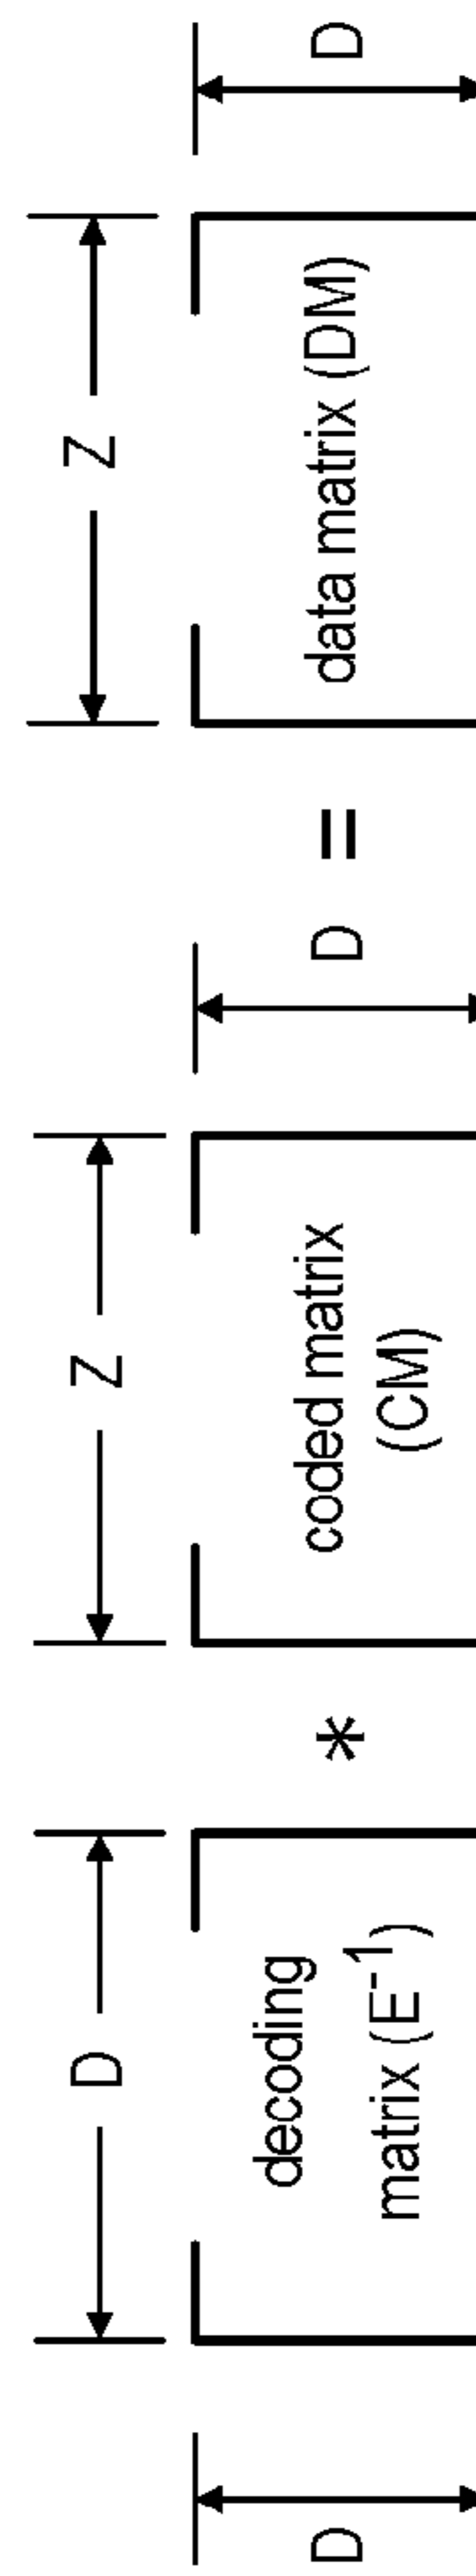 D
D
decoding
matrix (E⁻¹)
*
Z
coded matrix
(CM)
D
=
Z
data matrix (DM)
D